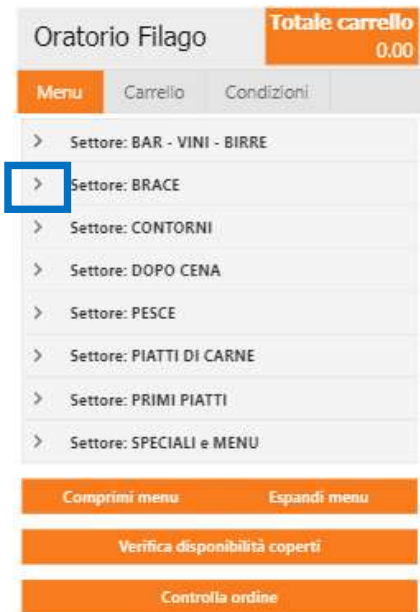 Oratorio Filago
Totale carrello
0.00
Menu Carrello Condizioni
Settore: BAR - VINI - BIRRE
Settore: BRACE
Settore: CONTORNI
Settore: DOPO CENA
Settore: PESCE
Settore: PIATTI DI CARNE
Settore: PRIMI PIATTI
Settore: SPECIALI e MENU
Comprimi menu Espandi menu
Verifica disponibilità coperti
Controlla ordine